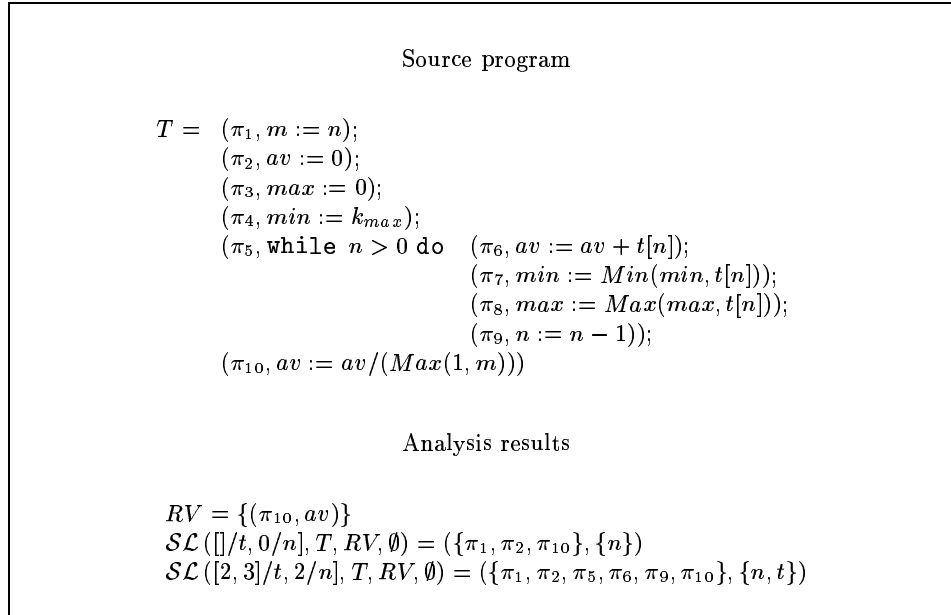 Source program
T = (π₁, m := n);
(π₂, av := 0);
(π₃, max := 0);
(π₄, min := kₘₐₓ);
(π₅, while n > 0 do (π₆, av := av + t[n]);
(π₇, min := Min(min, t[n]));
(π₈, max := Max(max, t[n]));
(π₉, n := n − 1));
(π₁₀, av := av/(Max(1, m)))
Analysis results
RV = {(π₁₀, av)}
𝒮ℒ([]/t, 0/n], T, RV, ∅) = ({π₁, π₂, π₁₀}, {n})
𝒮ℒ([2, 3]/t, 2/n], T, RV, ∅) = ({π₁, π₂, π₅, π₆, π₉, π₁₀}, {n, t})